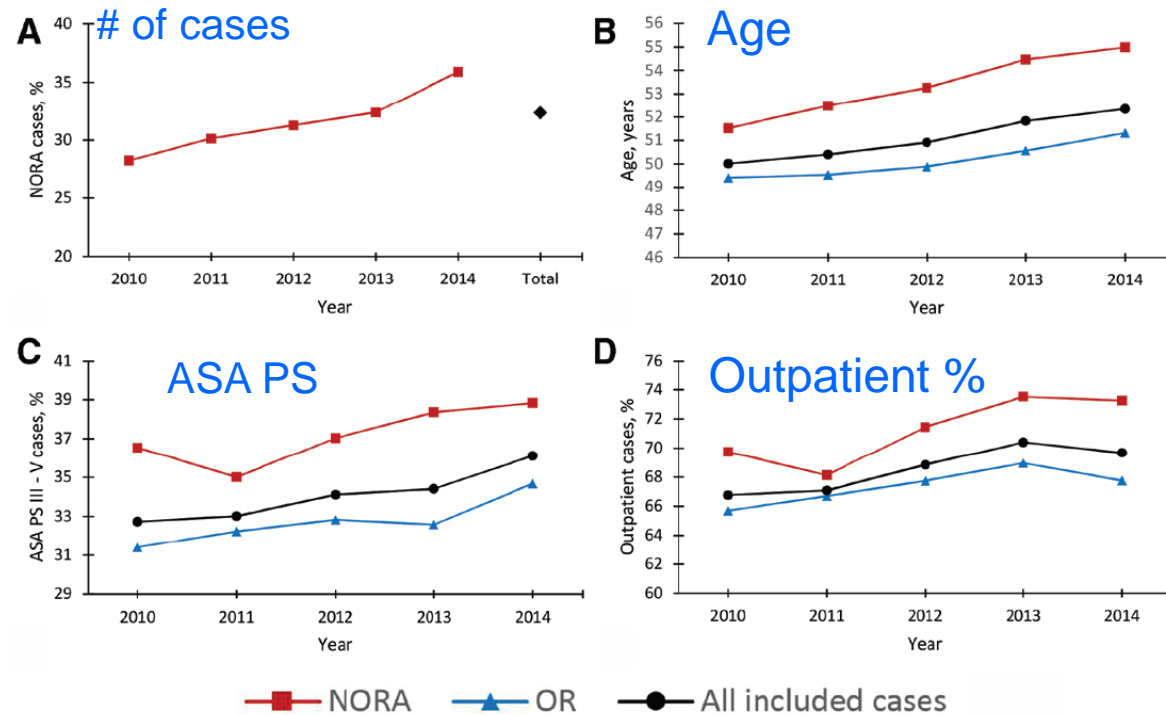 A # of cases
NORA cases, %
40
35
30
25
20
2010 2011 2012 2013 2014 Total
Year
B Age
Age, years
56
55
54
53
52
51
50
49
48
47
46
2010 2011 2012 2013 2014
Year
C ASA PS
ASA PS III - V cases, %
41
39
37
35
33
31
29
2010 2011 2012 2013 2014
Year
D Outpatient %
Outpatient cases, %
76
74
72
70
68
66
64
62
60
2010 2011 2012 2013 2014
Year
NORA OR All included cases